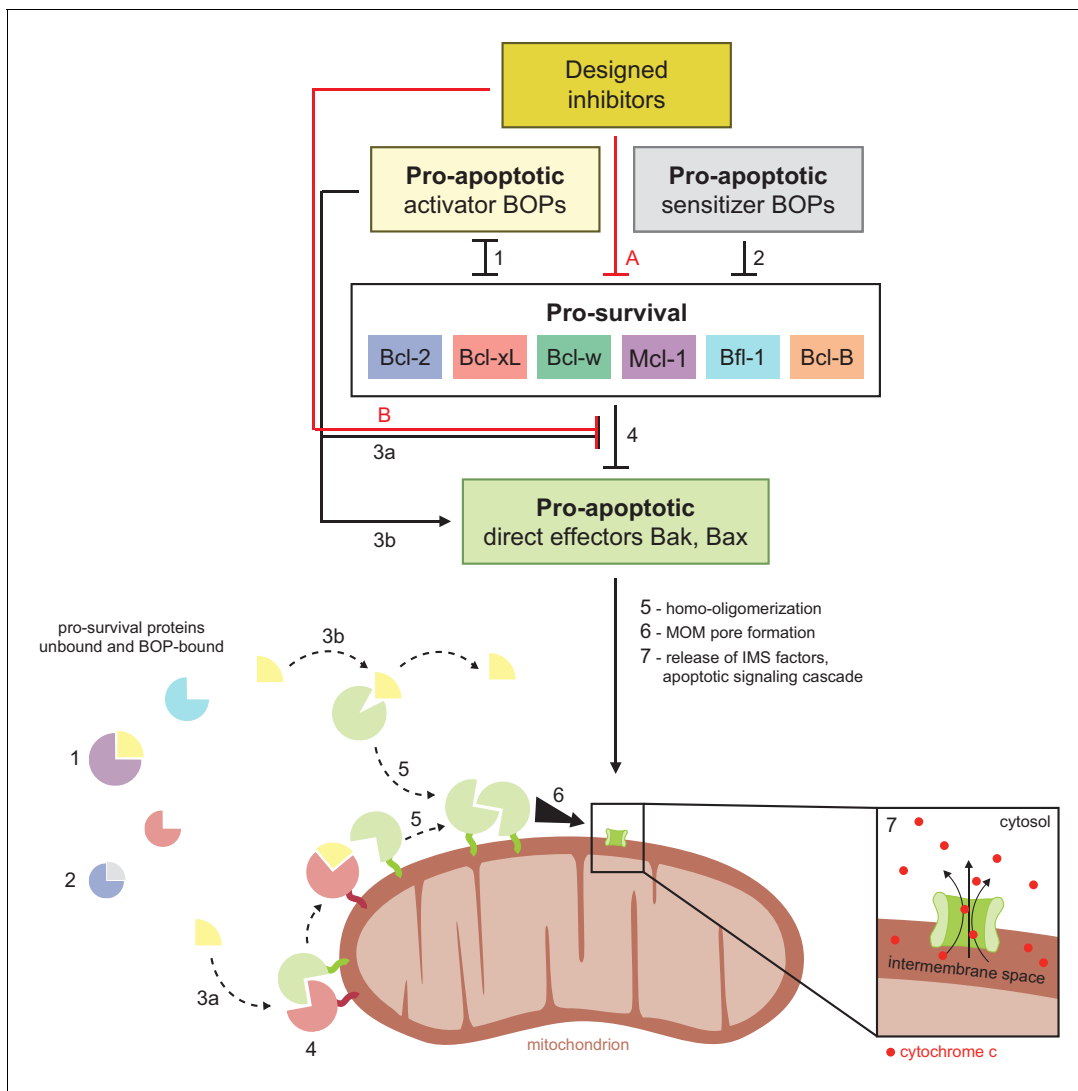 Designed
inhibitors
Pro-apoptotic
activator BOPs
Pro-apoptotic
sensitizer BOPs
1
A
2
Pro-survival
Bcl-2
Bcl-xL
Bcl-w
Mcl-1
Bfl-1
Bcl-B
B
3a
4
Pro-apoptotic
direct effectors Bak, Bax
3b
5 - homo-oligomerization
6 - MOM pore formation
7 - release of IMS factors,
apoptotic signaling cascade
pro-survival proteins
unbound and BOP-bound
3b
1
5
5
6
2
3a
4
mitochondrion
7
cytosol
intermembrane space
cytochrome c